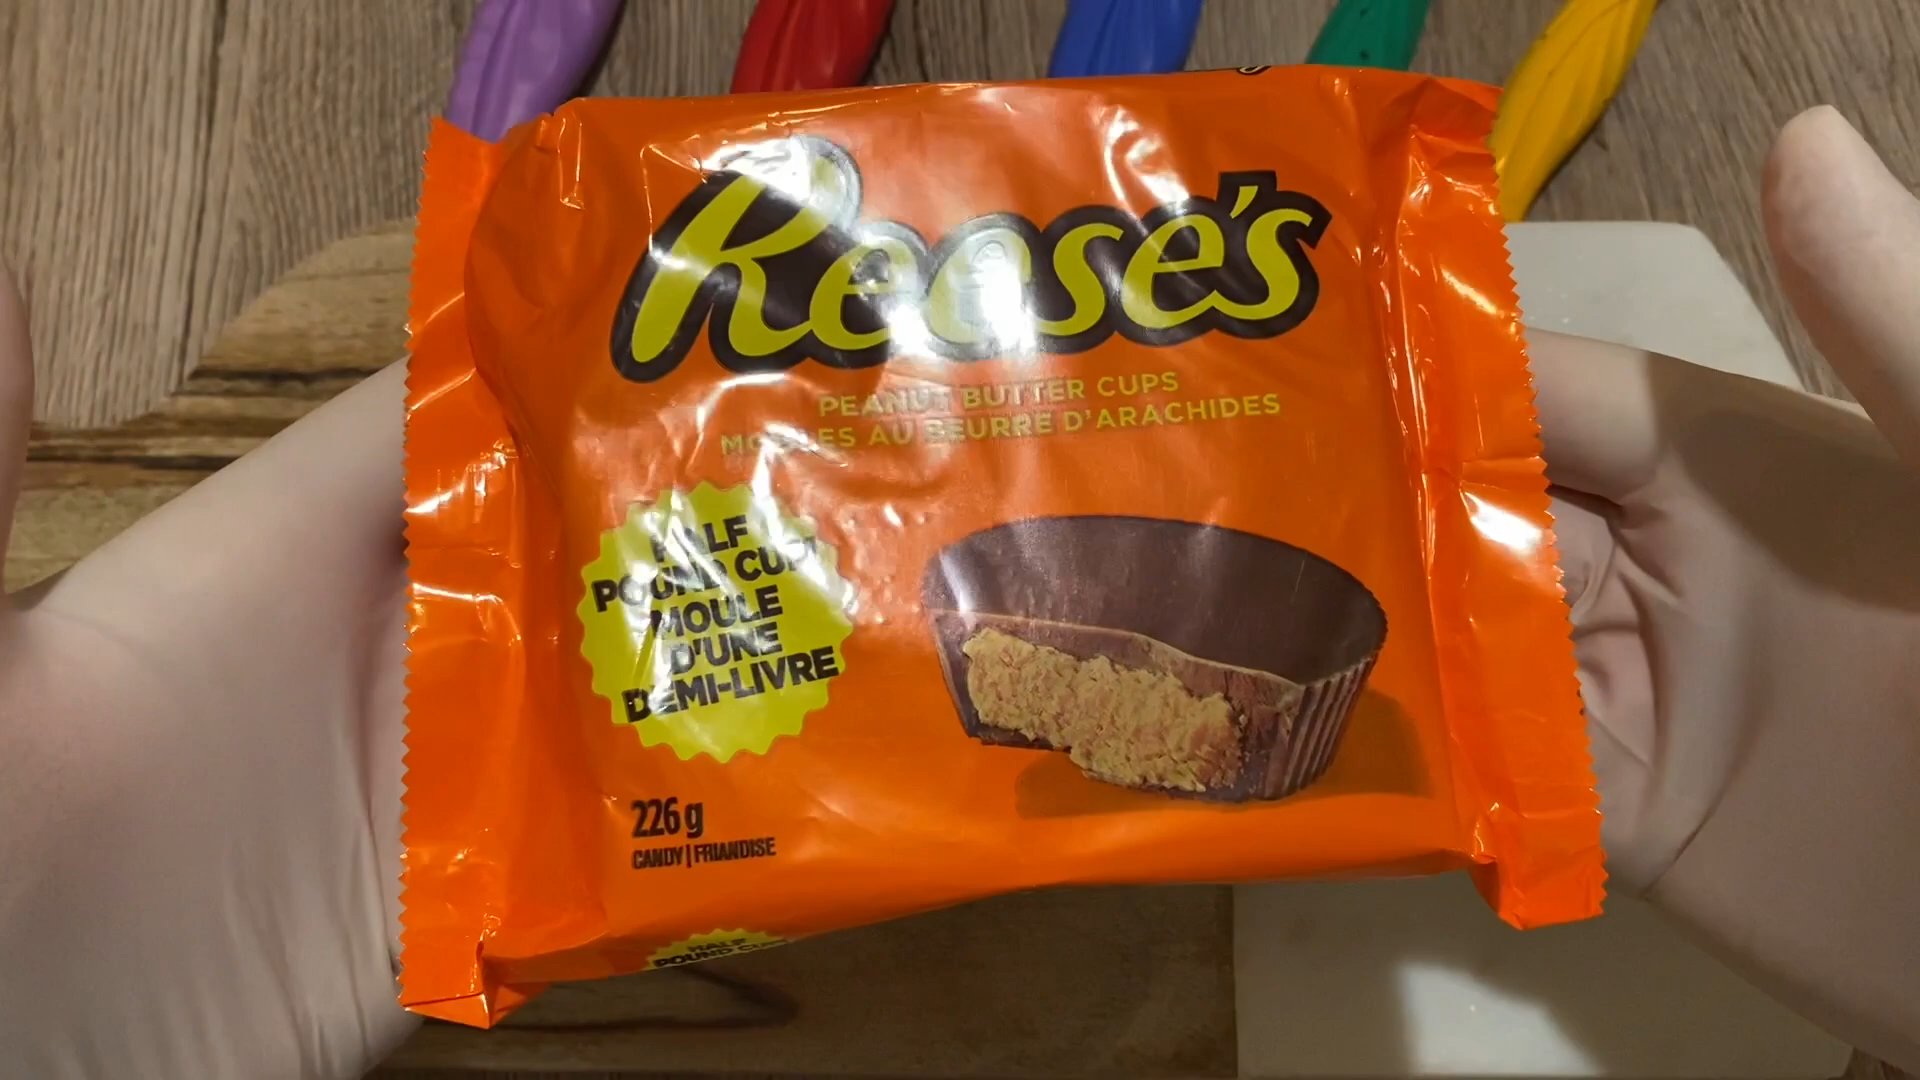 Reese's
PEANUT BUTTER CUPS
MOULES AU BEURRE D'ARACHIDES
HALF
POUND CUP
MOULE
D'UNE
DEMI-LIVRE
226 g
CANDY | FRIANDISE
HALF
POUND CUP